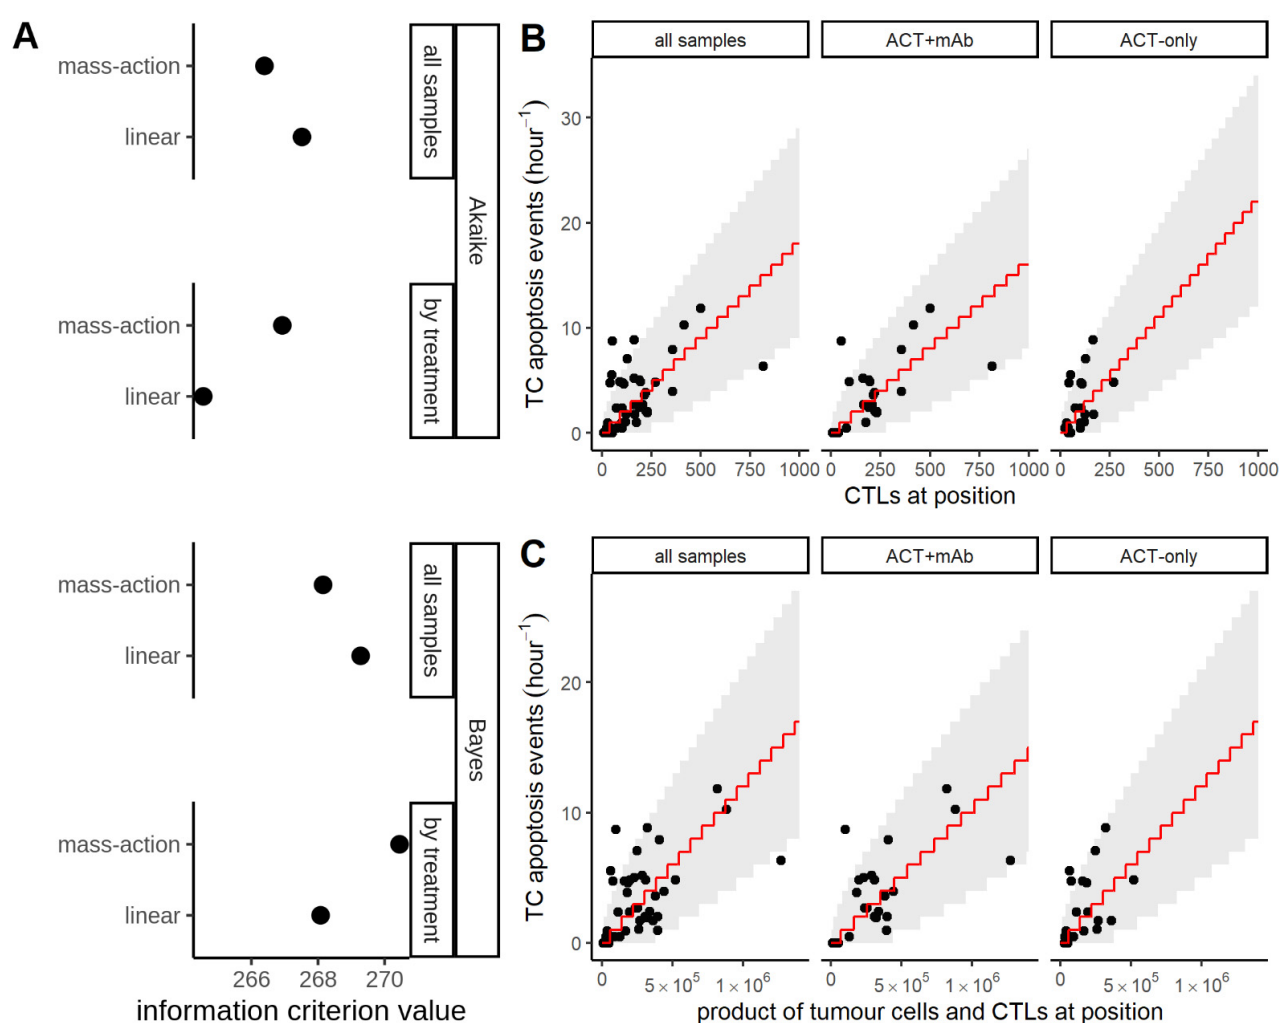 A
mass-action
linear
all samples
mass-action
linear
by treatment
Akaike
mass-action
linear
all samples
mass-action
linear
by treatment
Bayes
266 268 270
information criterion value
B
all samples ACT+mAb ACT-only
TC apoptosis events (hour⁻¹)
30
20
10
0
0 250 500 750 1000 0 250 500 750 1000 0 250 500 750 1000
CTLs at position
C
all samples ACT+mAb ACT-only
TC apoptosis events (hour⁻¹)
20
10
0
0 5 × 10⁵ 1 × 10⁶ 0 5 × 10⁵ 1 × 10⁶ 0 5 × 10⁵ 1 × 10⁶
product of tumour cells and CTLs at position